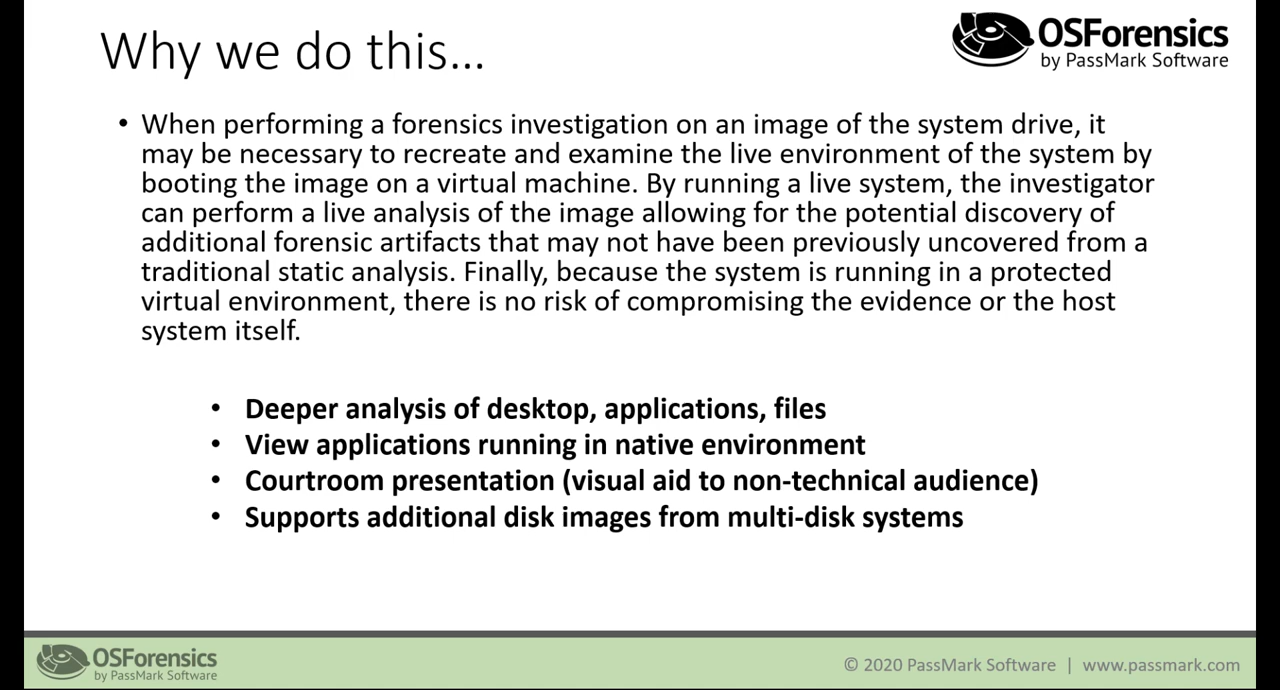 Why we do this...
OSForensics
by PassMark Software
• When performing a forensics investigation on an image of the system drive, it
may be necessary to recreate and examine the live environment of the system by
booting the image on a virtual machine. By running a live system, the investigator
can perform a live analysis of the image allowing for the potential discovery of
additional forensic artifacts that may not have been previously uncovered from a
traditional static analysis. Finally, because the system is running in a protected
virtual environment, there is no risk of compromising the evidence or the host
system itself.
• Deeper analysis of desktop, applications, files
• View applications running in native environment
• Courtroom presentation (visual aid to non-technical audience)
• Supports additional disk images from multi-disk systems
OSForensics
by PassMark Software
© 2020 PassMark Software | www.passmark.com